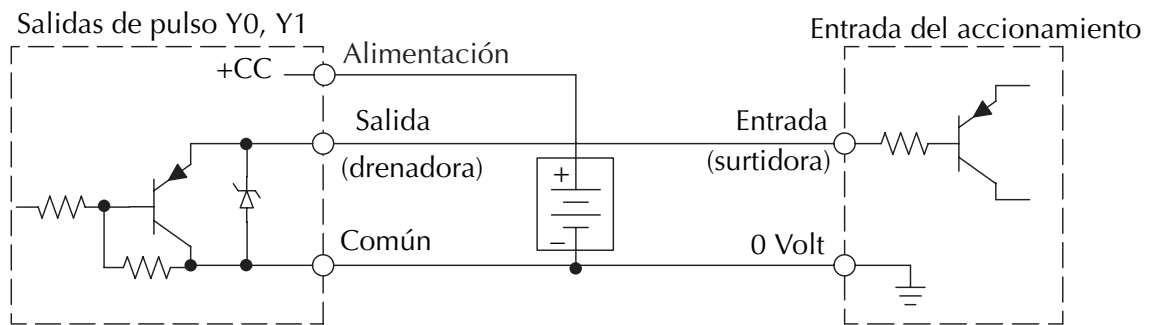 Salidas de pulso Y0, Y1
Entrada del accionamiento
+CC
Alimentación
Salida
(drenadora)
Entrada
(surtidora)
+
–
Común
0 Volt